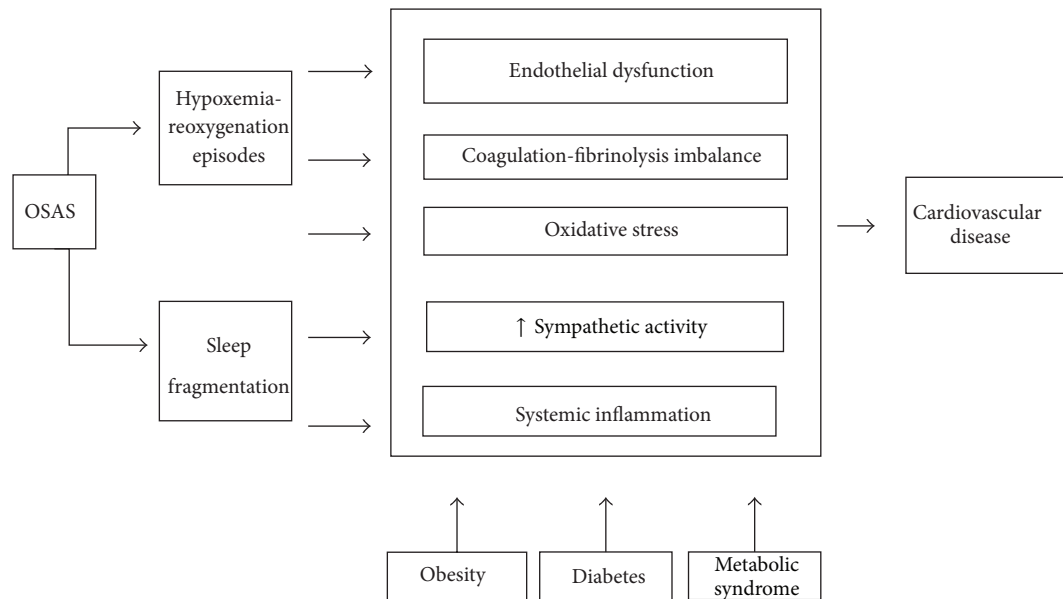 OSAS
Hypoxemia-
reoxygenation
episodes
Sleep
fragmentation
Endothelial dysfunction
Coagulation-fibrinolysis imbalance
Oxidative stress
↑ Sympathetic activity
Systemic inflammation
Cardiovascular
disease
Obesity
Diabetes
Metabolic
syndrome